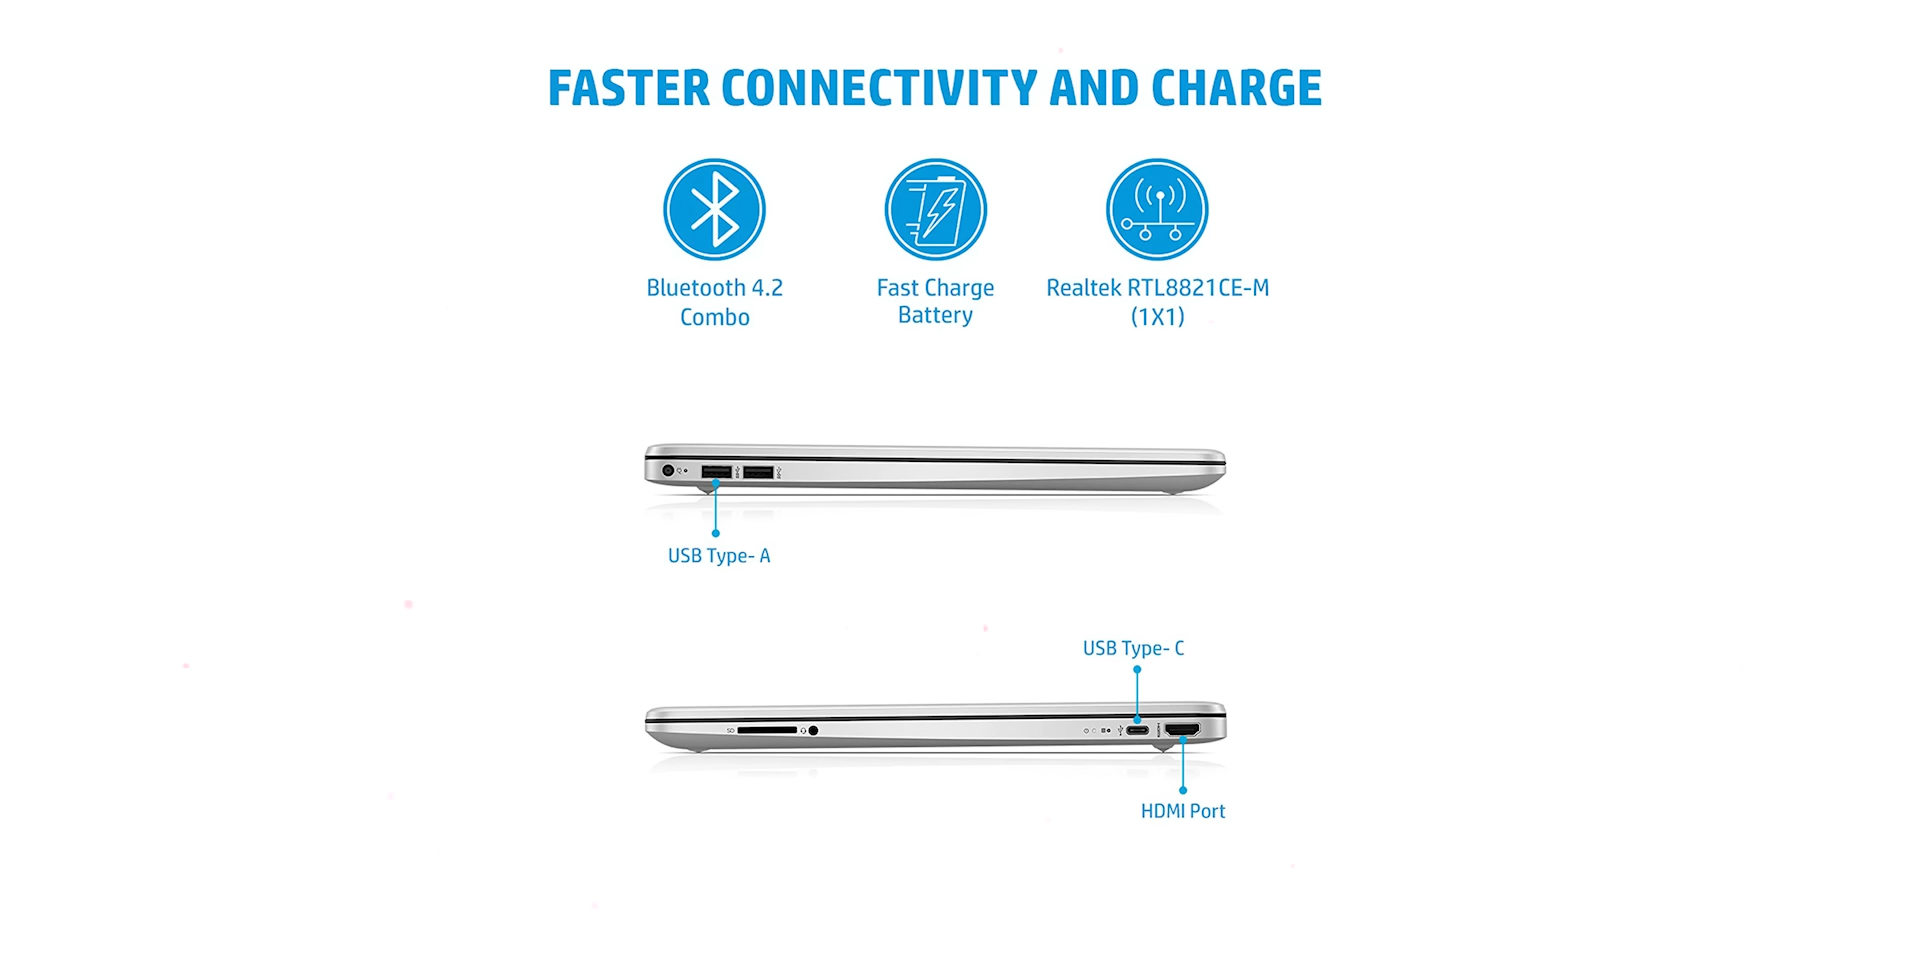 FASTER CONNECTIVITY AND CHARGE
Bluetooth 4.2
Combo
Fast Charge
Battery
Realtek RTL8821CE-M
(1X1)
USB Type- A
USB Type- C
SD
HDMI Port